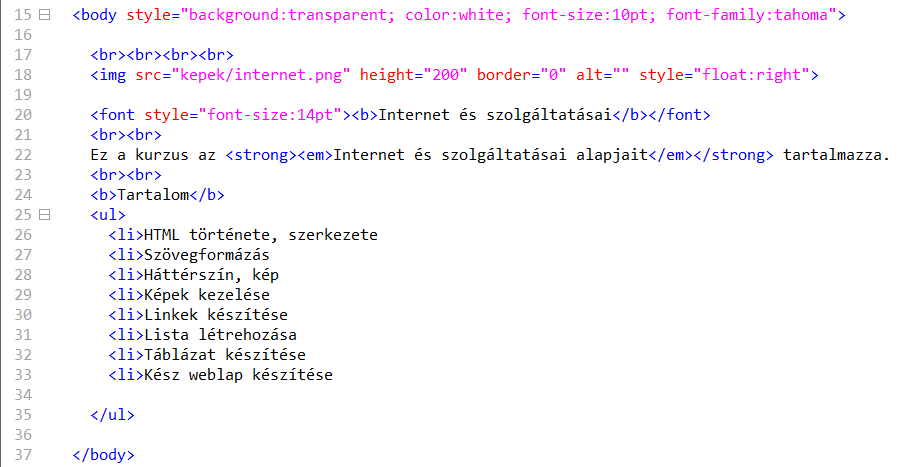 15 <body style="background:transparent; color:white; font-size:10pt; font-family:tahoma">
16
17 <br><br><br><br>
18 <img src="kepek/internet.png" height="200" border="0" alt="" style="float:right">
19
20 <font style="font-size:14pt"><b>Internet és szolgáltatásai</b></font>
21 <br><br>
22 Ez a kurzus az <strong><em>Internet és szolgáltatásai alapjait</em></strong> tartalmazza.
23 <br><br>
24 <b>Tartalom</b>
25 <ul>
26 <li>HTML története, szerkezete
27 <li>Szövegformázás
28 <li>Háttérszín, kép
29 <li>Képek kezelése
30 <li>Linkek készítése
31 <li>Lista létrehozása
32 <li>Táblázat készítése
33 <li>Kész weblap készítése
34
35 </ul>
36
37 </body>